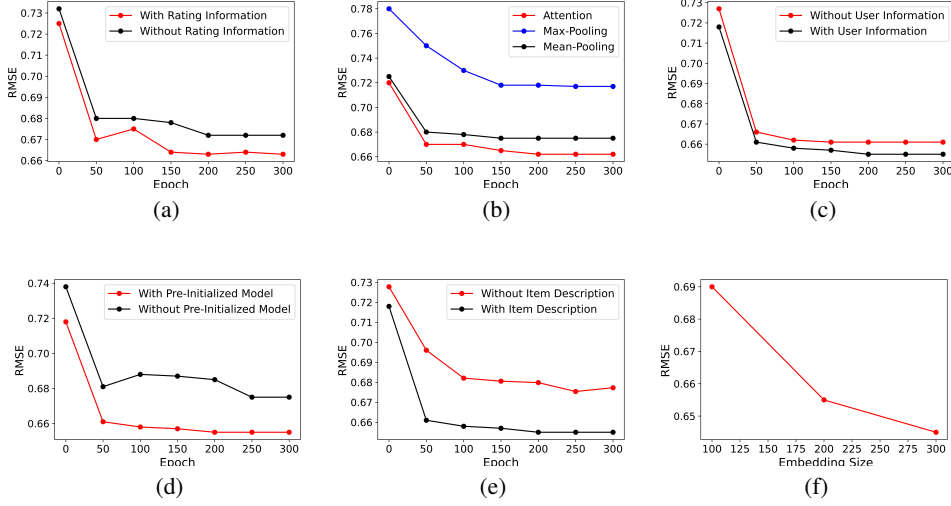 With Rating Information
Without Rating Information
RMSE
0.73
0.72
0.71
0.70
0.69
0.68
0.67
0.66
0 50 100 150 200 250 300
Epoch
(a)
Attention
Max-Pooling
Mean-Pooling
RMSE
0.78
0.76
0.74
0.72
0.70
0.68
0.66
0 50 100 150 200 250 300
Epoch
(b)
Without User Information
With User Information
RMSE
0.73
0.72
0.71
0.70
0.69
0.68
0.67
0.66
0 50 100 150 200 250 300
Epoch
(c)
With Pre-Initialized Model
Without Pre-Initialized Model
RMSE
0.74
0.72
0.70
0.68
0.66
0 50 100 150 200 250 300
Epoch
(d)
Without Item Description
With Item Description
RMSE
0.73
0.72
0.71
0.70
0.69
0.68
0.67
0.66
0 50 100 150 200 250 300
Epoch
(e)
RMSE
0.69
0.68
0.67
0.66
0.65
100 125 150 175 200 225 250 275 300
Embedding Size
(f)